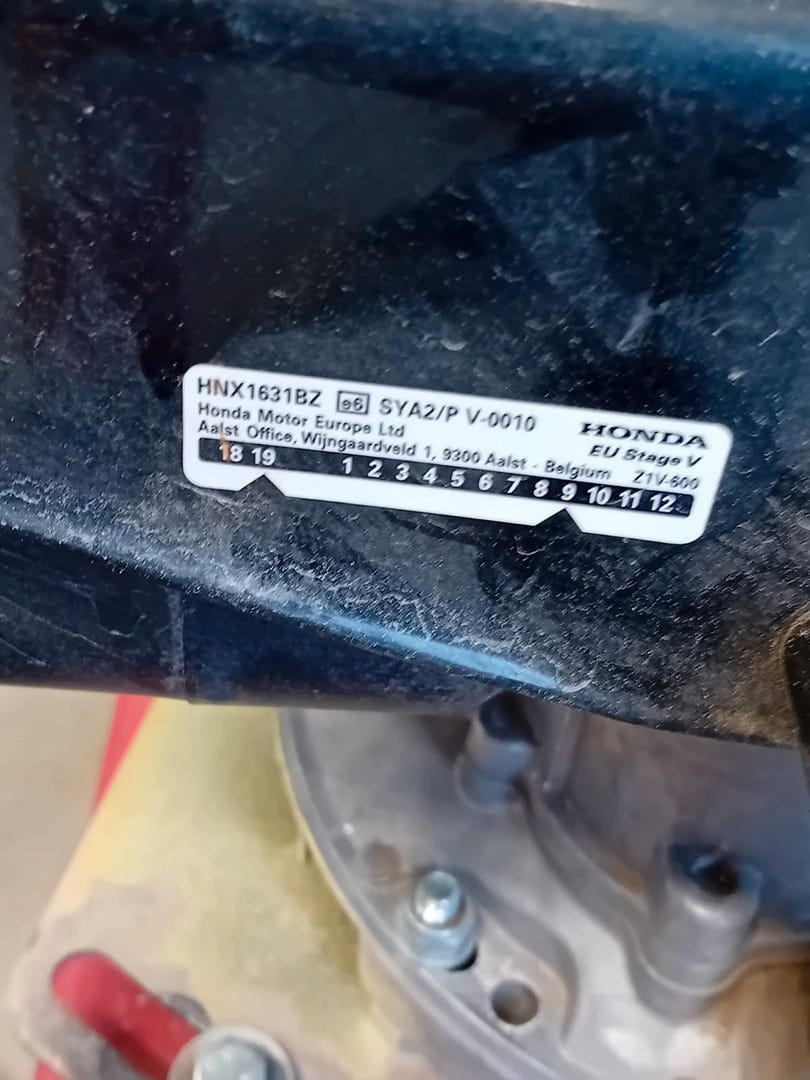 HNX1631BZ e6 SYA2/P V-0010 HONDA
Honda Motor Europe Ltd EU Stage V
Aalst Office, Wijngaardveld 1, 9300 Aalst - Belgium Z1V-600
18 19 1 2 3 4 5 6 7 8 9 10 11 12